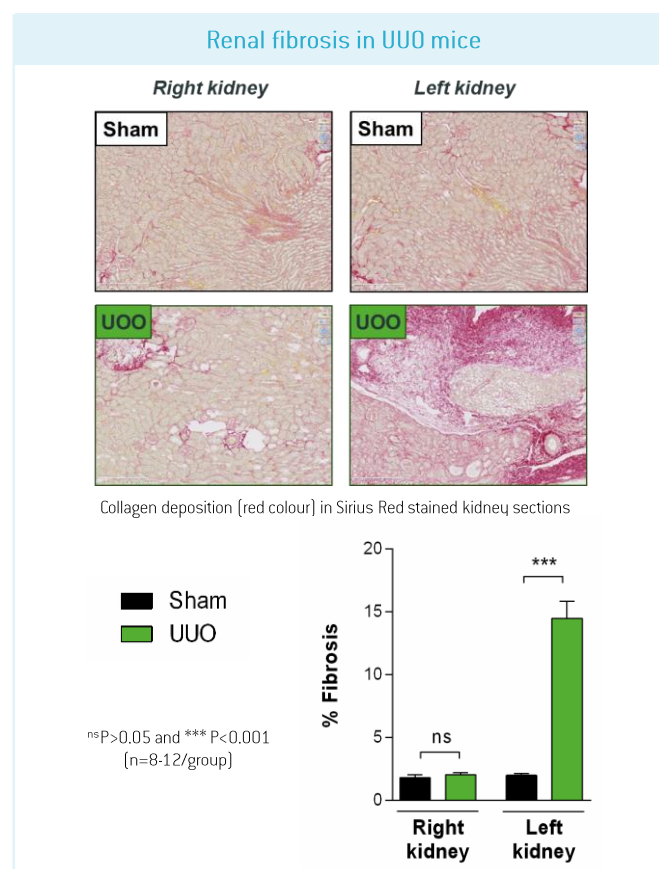 Renal fibrosis in UUO mice
Right kidney
Left kidney
Sham
Sham
UOO
UOO
Collagen deposition (red colour) in Sirius Red stained kidney sections
Sham
UUO
nsP>0.05 and *** P<0.001
(n=8-12/group)
% Fibrosis
20
15
10
5
0
ns
***
Right
kidney
Left
kidney